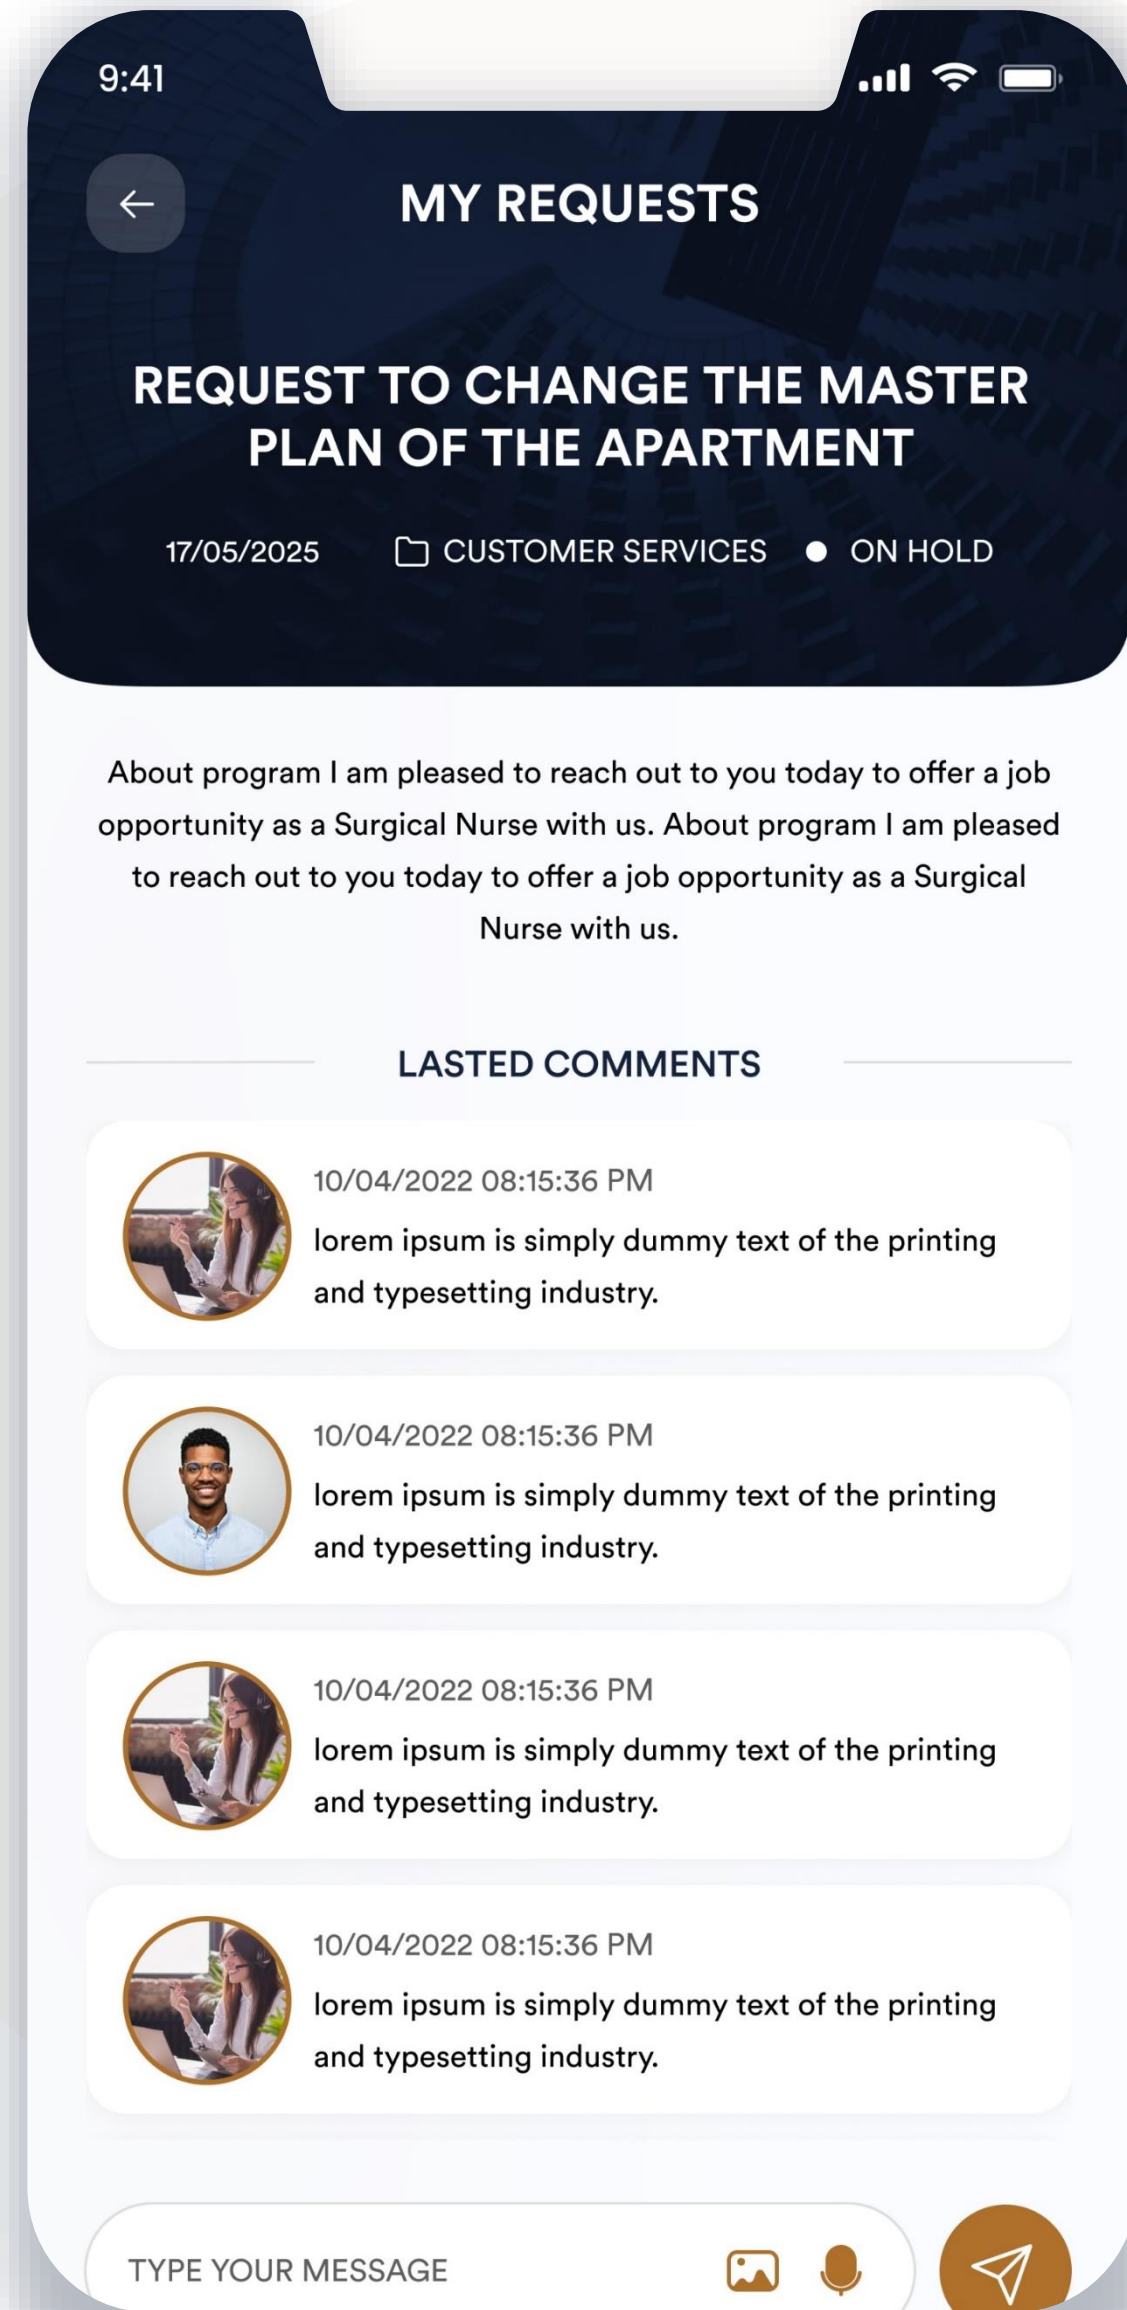 9:41
MY REQUESTS
REQUEST TO CHANGE THE MASTER
PLAN OF THE APARTMENT
17/05/2025 CUSTOMER SERVICES ON HOLD
About program I am pleased to reach out to you today to offer a job
opportunity as a Surgical Nurse with us. About program I am pleased
to reach out to you today to offer a job opportunity as a Surgical
Nurse with us.
LASTED COMMENTS
10/04/2022 08:15:36 PM
lorem ipsum is simply dummy text of the printing
and typesetting industry.
10/04/2022 08:15:36 PM
lorem ipsum is simply dummy text of the printing
and typesetting industry.
10/04/2022 08:15:36 PM
lorem ipsum is simply dummy text of the printing
and typesetting industry.
10/04/2022 08:15:36 PM
lorem ipsum is simply dummy text of the printing
and typesetting industry.
TYPE YOUR MESSAGE